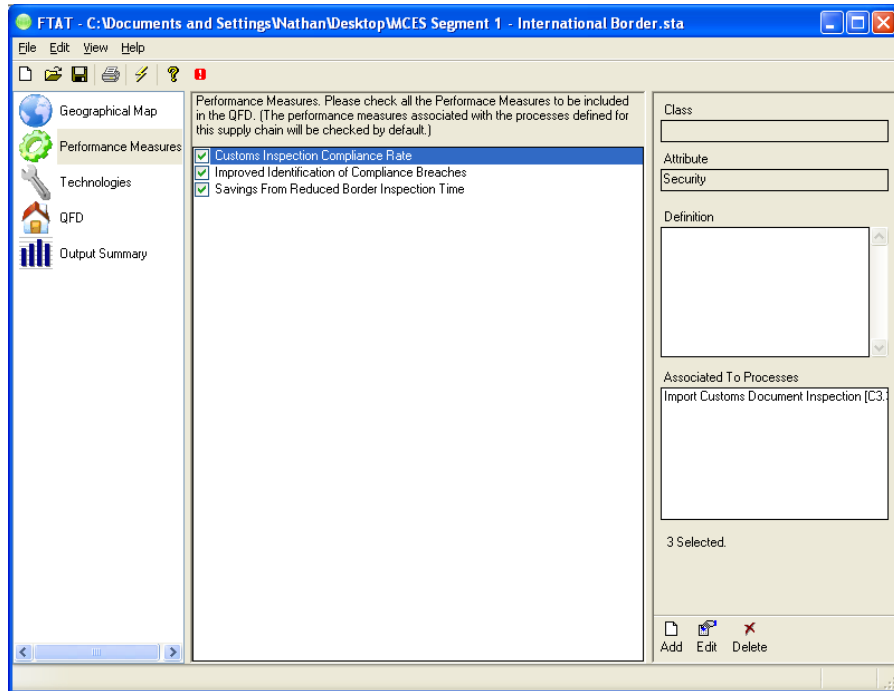 FTAT - C:\Documents and Settings\Nathan\Desktop\MCES Segment 1 - International Border.sta
File Edit View Help
Geographical Map
Performance Measures
Technologies
QFD
Output Summary
Performance Measures. Please check all the Performace Measures to be included
in the QFD. (The performance measures associated with the processes defined for
this supply chain will be checked by default.)
Customs Inspection Compliance Rate
Improved Identification of Compliance Breaches
Savings From Reduced Border Inspection Time
Class
Attribute
Security
Definition
Associated To Processes
Import Customs Document Inspection [C3.
3 Selected.
Add Edit Delete